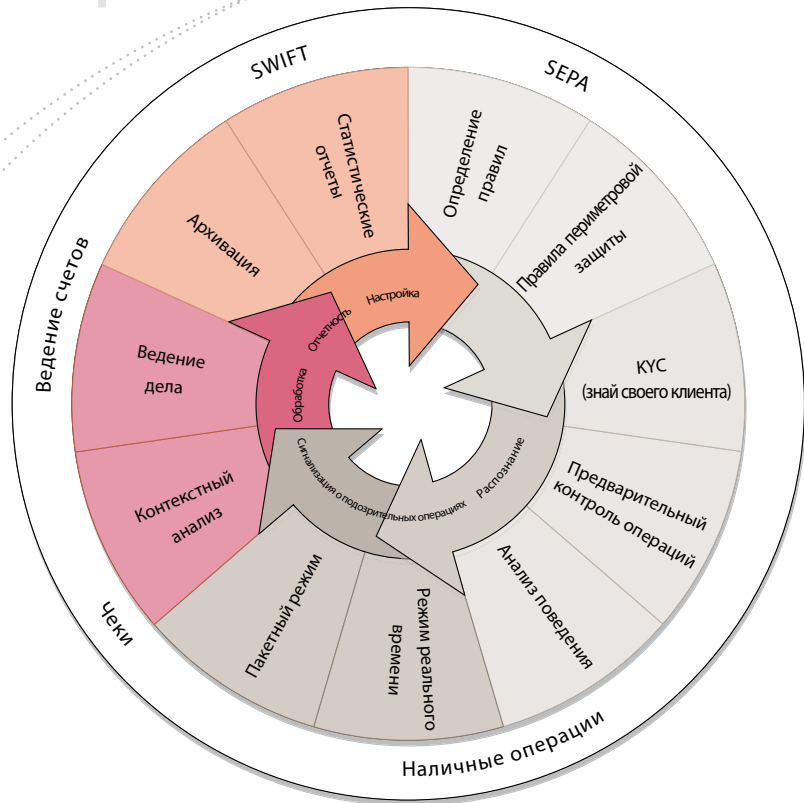 SWIFT
SEPA
Наличные операции
Чеки
Ведение счетов
Определение
правил
Правила периметровой
защиты
KYC
(знай своего клиента)
Предварительный
контроль операций
Анализ поведения
Режим реального
времени
Пакетный режим
Контекстный
анализ
Ведение
дела
Архивация
Статистические
отчеты
Настройка
Распознание
Сигнализация о подозрительных операциях
Обработка
Отчетность